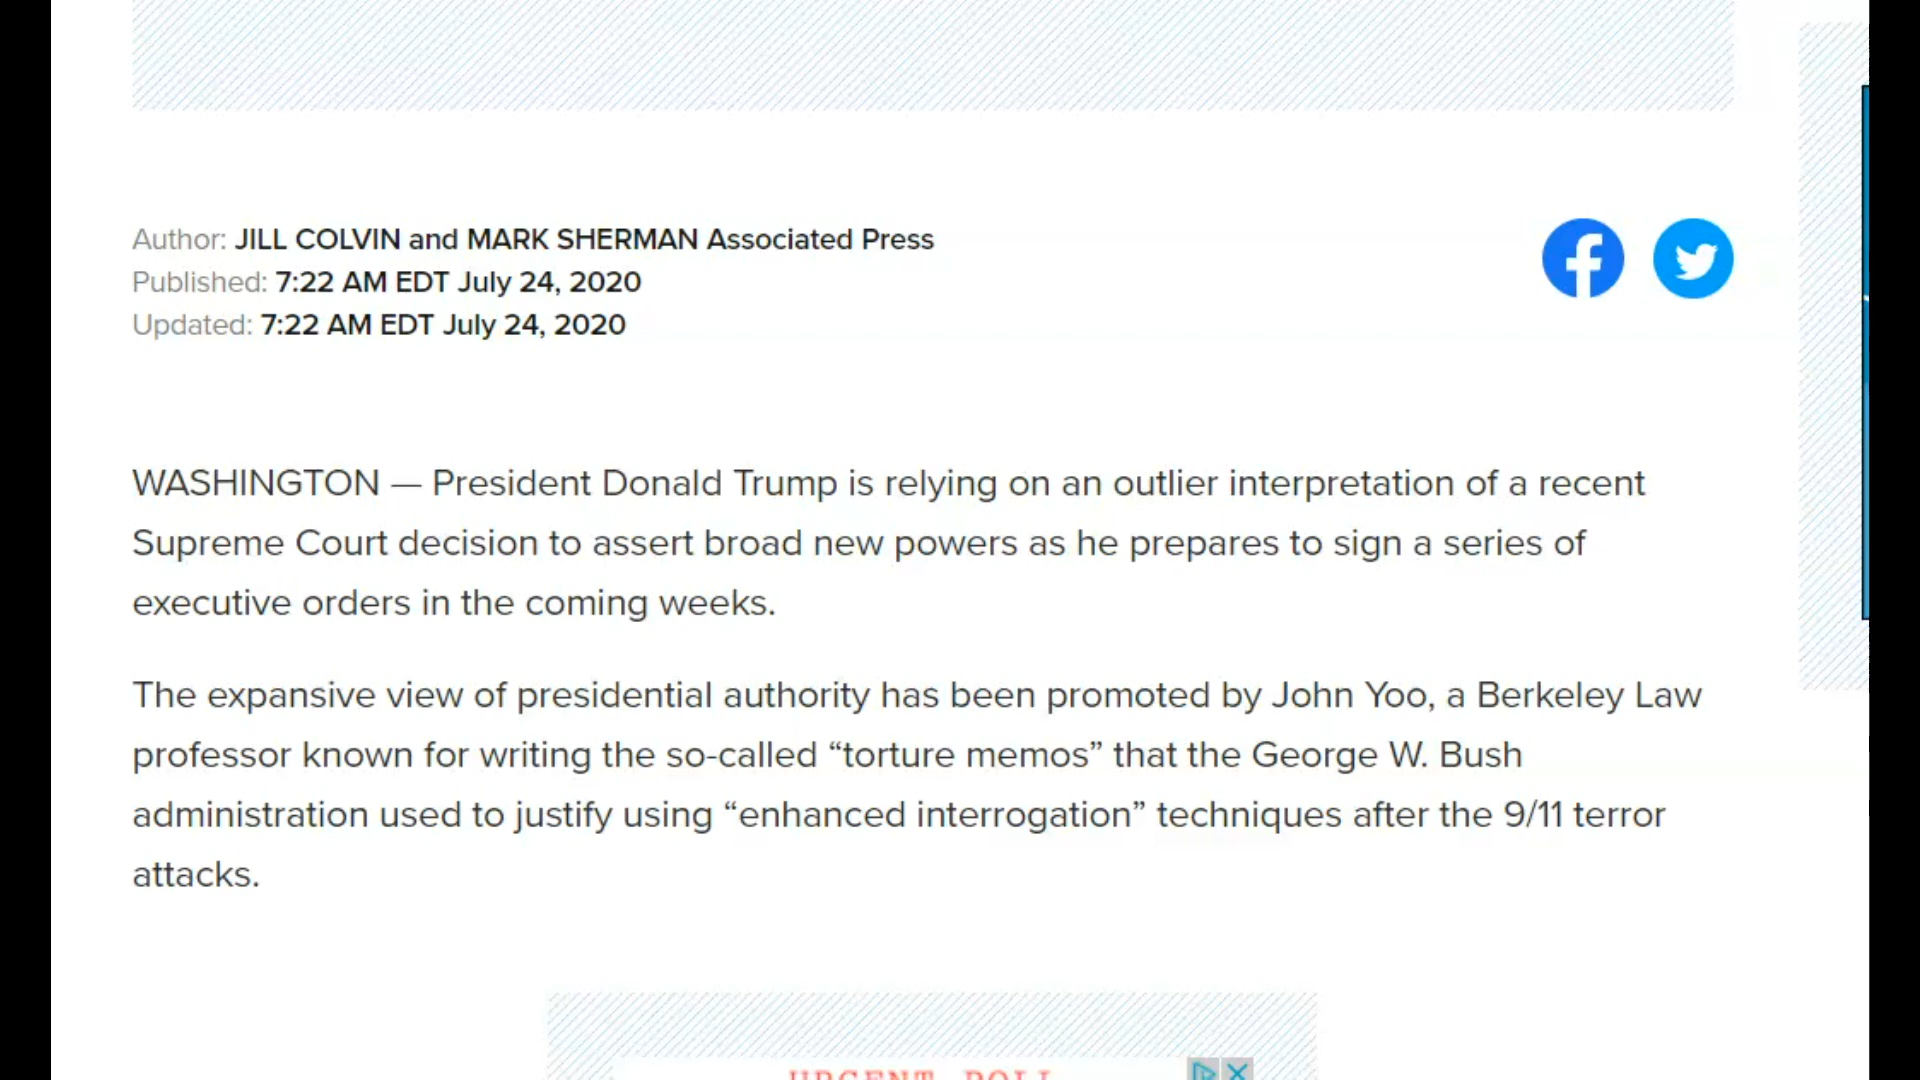 Author: JILL COLVIN and MARK SHERMAN Associated Press
Published: 7:22 AM EDT July 24, 2020
Updated: 7:22 AM EDT July 24, 2020
WASHINGTON — President Donald Trump is relying on an outlier interpretation of a recent
Supreme Court decision to assert broad new powers as he prepares to sign a series of
executive orders in the coming weeks.
The expansive view of presidential authority has been promoted by John Yoo, a Berkeley Law
professor known for writing the so-called “torture memos” that the George W. Bush
administration used to justify using “enhanced interrogation” techniques after the 9/11 terror
attacks.
URGENT POLL